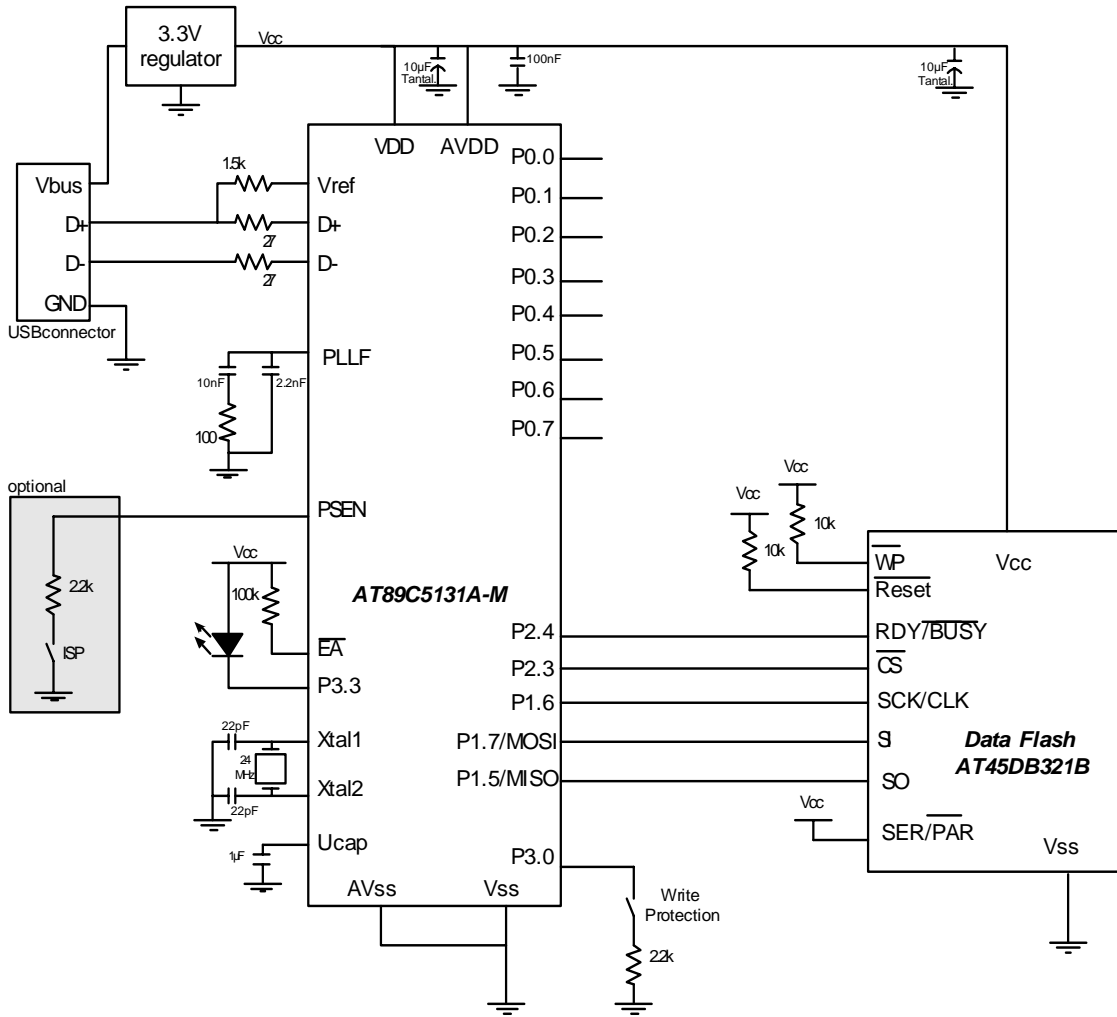 3.3V
regulator
Vcc
10µF
Tantal.
100nF
10µF
Tantal.
VDD
AVDD
P0.0
P0.1
P0.2
P0.3
P0.4
P0.5
P0.6
P0.7
Vbus
D+
D-
GND
USBconnector
1.5k
27
27
Vref
D+
D-
PLLF
10nF
2.2nF
100
optional
PSEN
2.2k
ISP
Vcc
100k
AT89C5131A-M
EA
P3.3
22pF
24
MHz
22pF
Xtal1
Xtal2
Ucap
1µF
AVss
Vss
P2.4
P2.3
P1.6
P1.7/MOSI
P1.5/MISO
P3.0
Write
Protection
2.2k
Vcc
Vcc
10k
10k
WP
Vcc
Reset
RDY/BUSY
CS
SCK/CLK
SI
Data Flash
AT45DB321B
SO
Vcc
SER/PAR
Vss